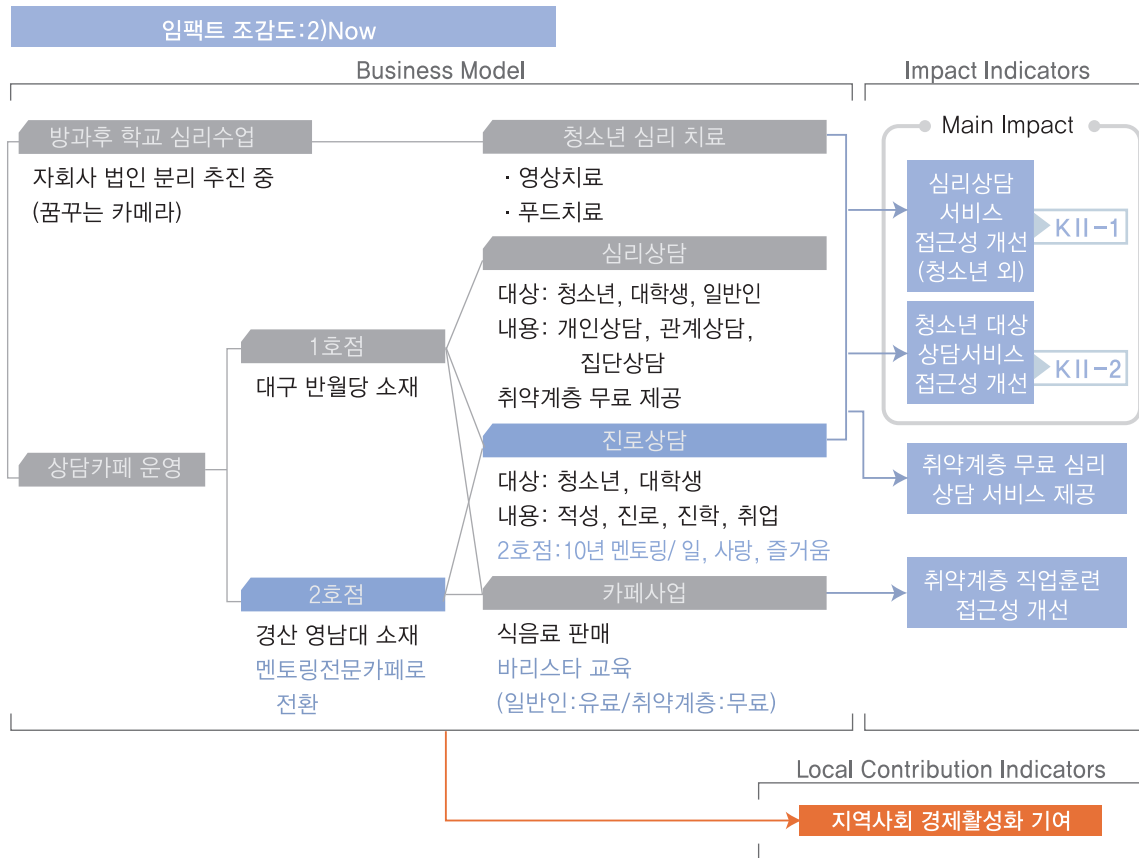 임팩트 조감도:2)Now
Business Model
Impact Indicators
방과후 학교 심리수업
자회사 법인 분리 추진 중
(꿈꾸는 카메라)
상담카페 운영
1호점
대구 반월당 소재
2호점
경산 영남대 소재
멘토링전문카페로
전환
청소년 심리 치료
· 영상치료
· 푸드치료
심리상담
대상: 청소년, 대학생, 일반인
내용: 개인상담, 관계상담,
집단상담
취약계층 무료 제공
진로상담
대상: 청소년, 대학생
내용: 적성, 진로, 진학, 취업
2호점:10년 멘토링/ 일, 사랑, 즐거움
카페사업
식음료 판매
바리스타 교육
(일반인:유료/취약계층:무료)
Main Impact
심리상담
서비스
접근성 개선
(청소년 외)
KII-1
청소년 대상
상담서비스
접근성 개선
KII-2
취약계층 무료 심리
상담 서비스 제공
취약계층 직업훈련
접근성 개선
Local Contribution Indicators
지역사회 경제활성화 기여